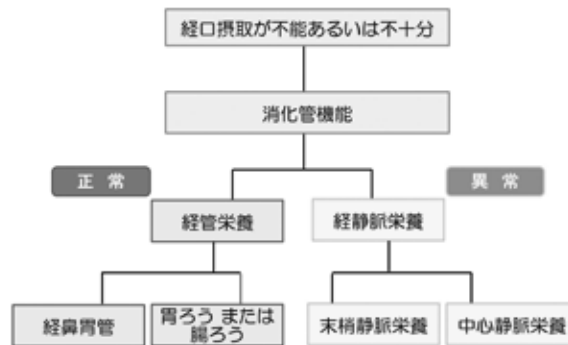 経口摂取が不能あるいは不十分
消化管機能
正常
異常
経管栄養
経静脈栄養
経鼻胃管
胃ろう または
腸ろう
末梢静脈栄養
中心静脈栄養